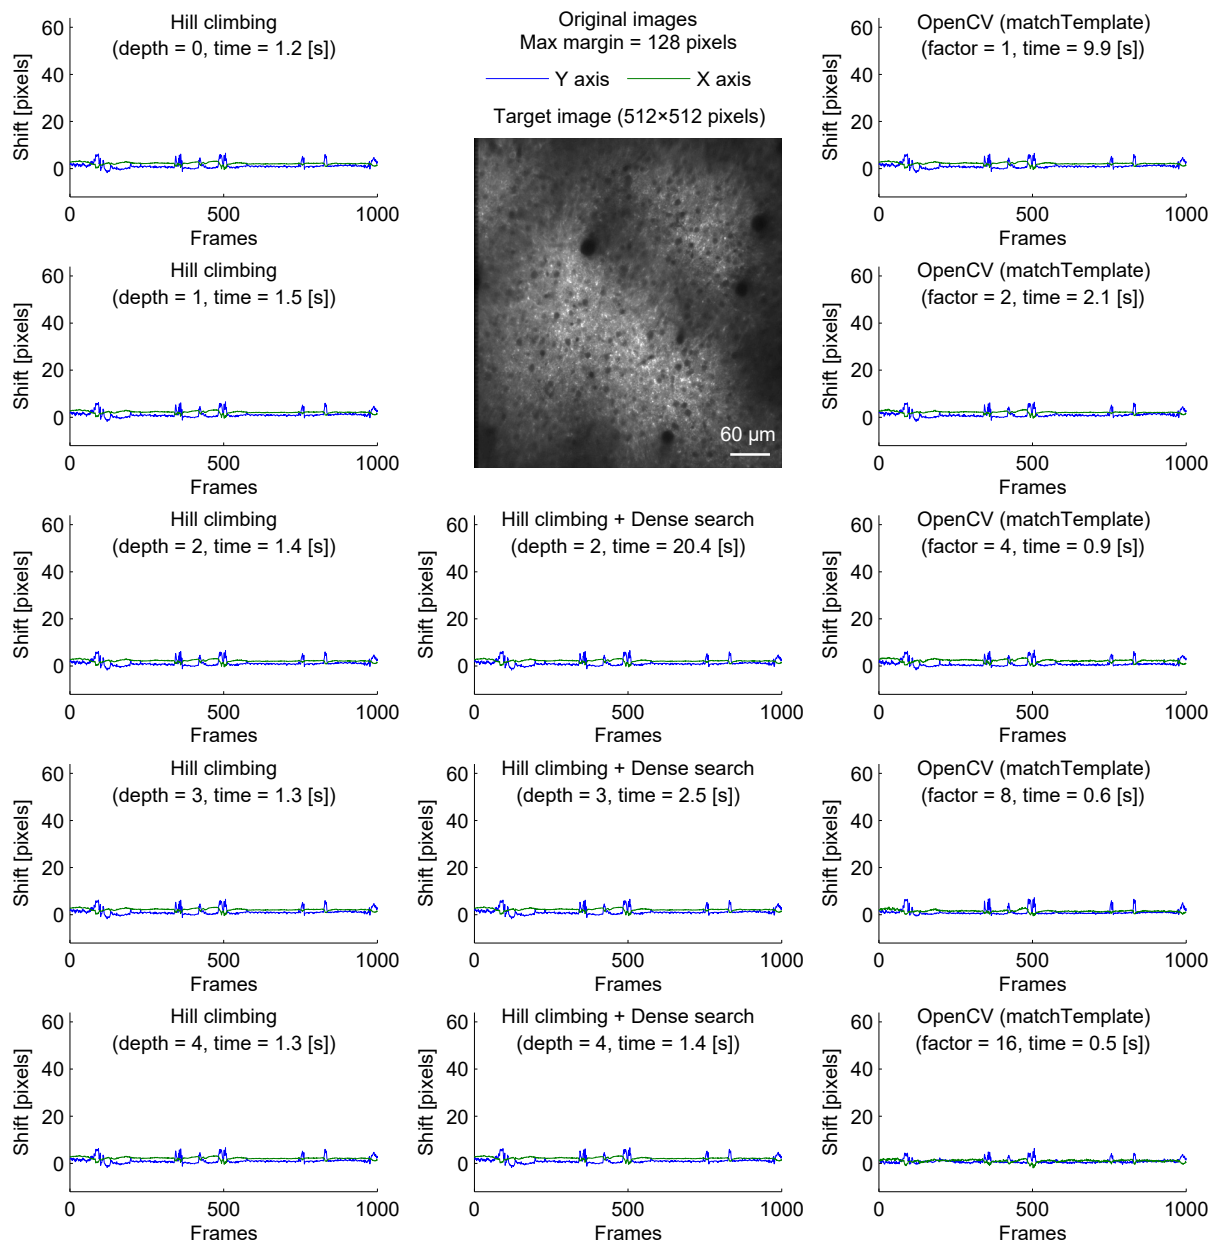 Hill climbing
(depth = 0, time = 1.2 [s])
Shift [pixels]
60
40
20
0
0 500 1000
Frames
Original images
Max margin = 128 pixels
Y axis X axis
Target image (512×512 pixels)
60 µm
OpenCV (matchTemplate)
(factor = 1, time = 9.9 [s])
Shift [pixels]
60
40
20
0
0 500 1000
Frames
Hill climbing
(depth = 1, time = 1.5 [s])
Shift [pixels]
60
40
20
0
0 500 1000
Frames
OpenCV (matchTemplate)
(factor = 2, time = 2.1 [s])
Shift [pixels]
60
40
20
0
0 500 1000
Frames
Hill climbing
(depth = 2, time = 1.4 [s])
Shift [pixels]
60
40
20
0
0 500 1000
Frames
Hill climbing + Dense search
(depth = 2, time = 20.4 [s])
Shift [pixels]
60
40
20
0
0 500 1000
Frames
OpenCV (matchTemplate)
(factor = 4, time = 0.9 [s])
Shift [pixels]
60
40
20
0
0 500 1000
Frames
Hill climbing
(depth = 3, time = 1.3 [s])
Shift [pixels]
60
40
20
0
0 500 1000
Frames
Hill climbing + Dense search
(depth = 3, time = 2.5 [s])
Shift [pixels]
60
40
20
0
0 500 1000
Frames
OpenCV (matchTemplate)
(factor = 8, time = 0.6 [s])
Shift [pixels]
60
40
20
0
0 500 1000
Frames
Hill climbing
(depth = 4, time = 1.3 [s])
Shift [pixels]
60
40
20
0
0 500 1000
Frames
Hill climbing + Dense search
(depth = 4, time = 1.4 [s])
Shift [pixels]
60
40
20
0
0 500 1000
Frames
OpenCV (matchTemplate)
(factor = 16, time = 0.5 [s])
Shift [pixels]
60
40
20
0
0 500 1000
Frames